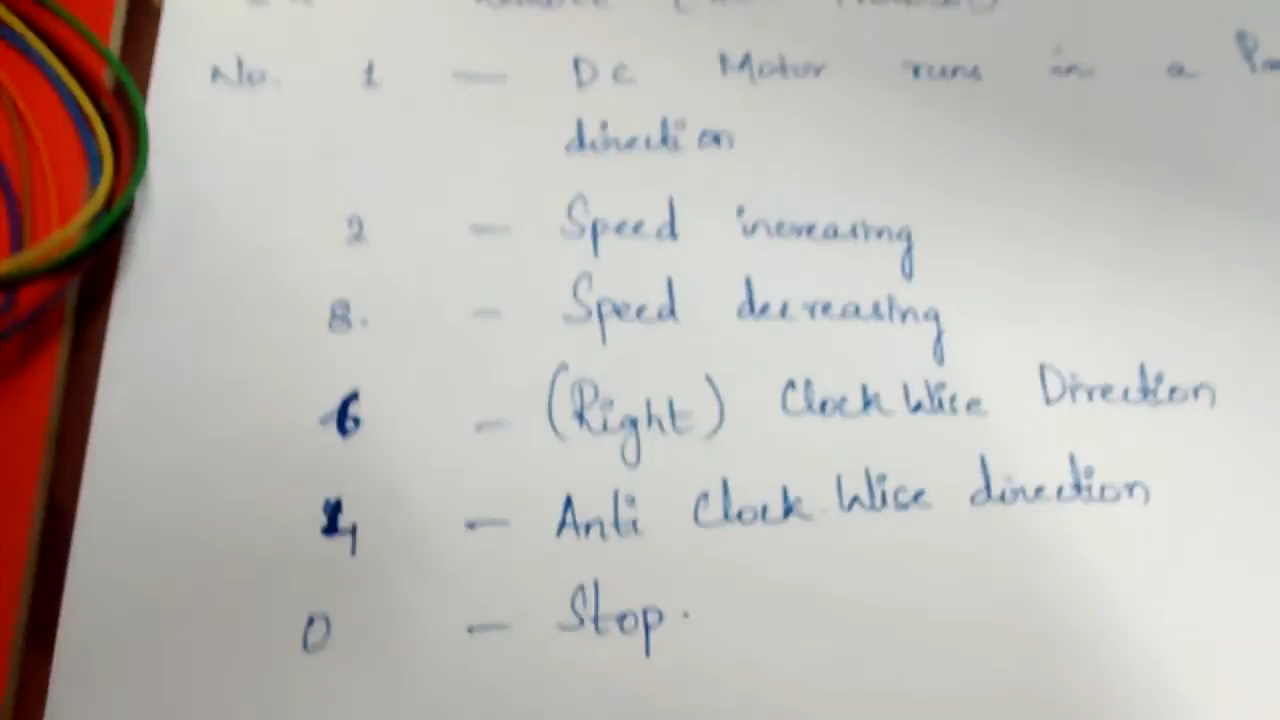 No. 1 — DC Motor runs in a
direction
2 — Speed increasing
8. — Speed decreasing
6 — (Right) Clock Wise Direction
4 — Anti Clock Wise direction
0 — Stop.